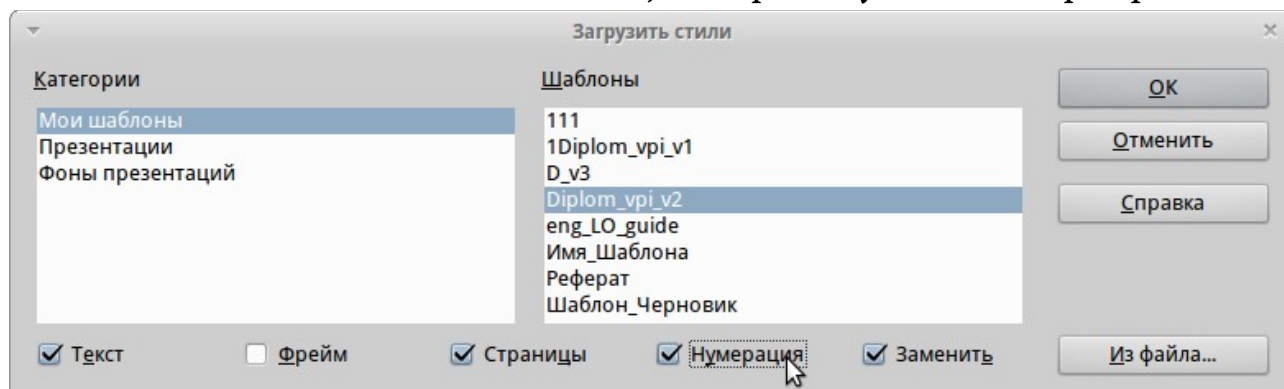 Загрузить стили
Категории
Мои шаблоны
Презентации
Фоны презентаций
Шаблоны
111
1Diplom_vpi_v1
D_v3
Diplom_vpi_v2
eng_LO_guide
Имя_Шаблона
Реферат
Шаблон_Черновик
ОК
Отменить
Справка
Текст Фрейм Страницы Нумерация Заменить Из файла...